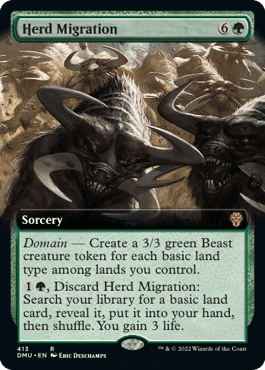 Herd Migration 6
Sorcery
Domain — Create a 3/3 green Beast
creature token for each basic land
type among lands you control.
1 , Discard Herd Migration:
Search your library for a basic land
card, reveal it, put it into your hand,
then shuffle. You gain 3 life.
413 R
DMU • EN Eric Deschamps
™ & © 2022 Wizards of the Coast